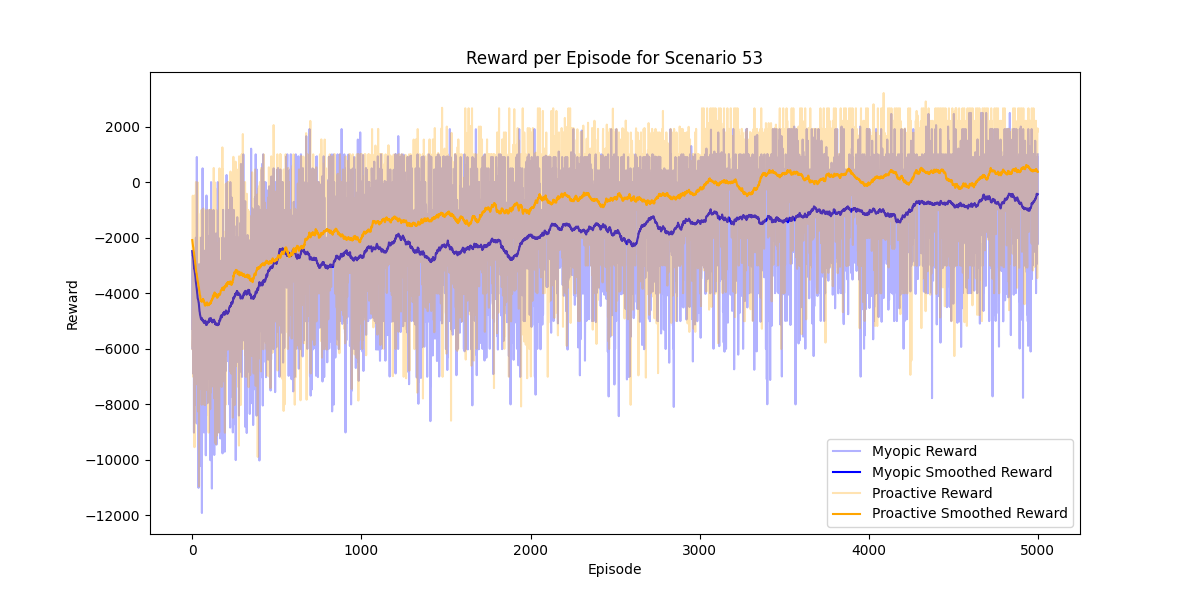 Reward per Episode for Scenario 53
Reward
2000
0
−2000
−4000
−6000
−8000
−10000
−12000
0 1000 2000 3000 4000 5000
Episode
Myopic Reward
Myopic Smoothed Reward
Proactive Reward
Proactive Smoothed Reward